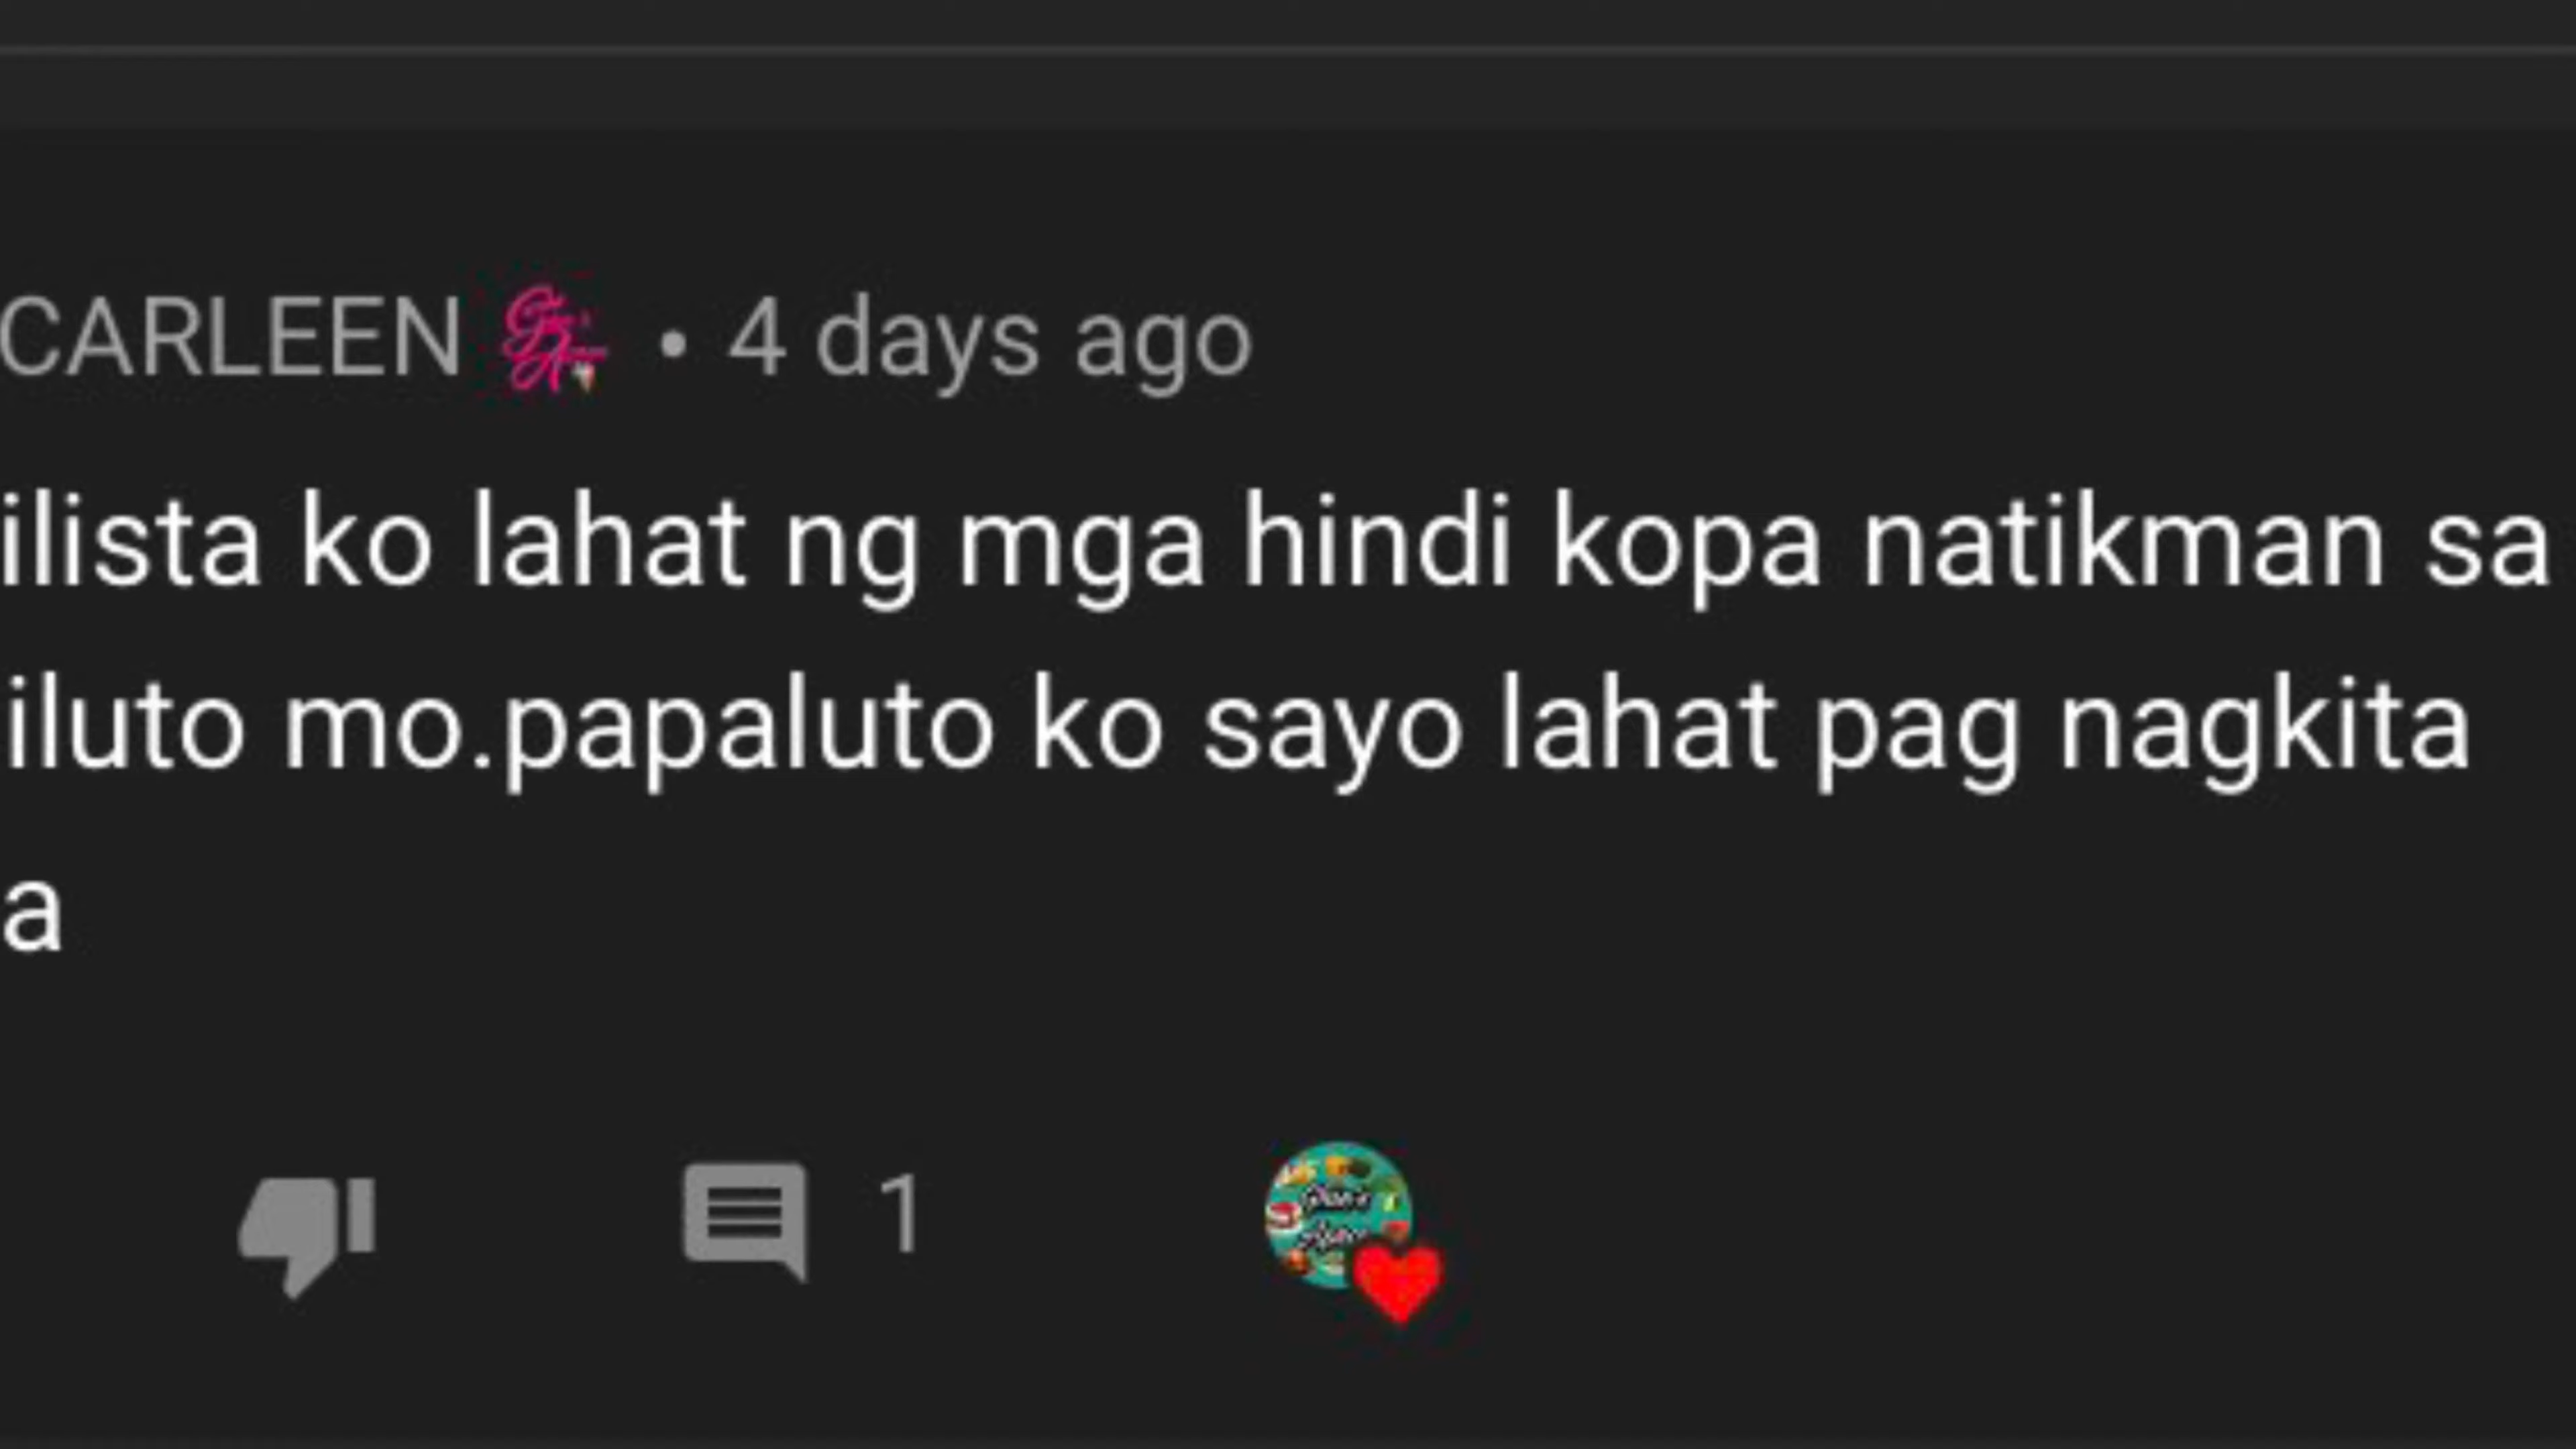 CARLEEN • 4 days ago
ilista ko lahat ng mga hindi kopa natikman sa
iluto mo.papaluto ko sayo lahat pag nagkita
a
1